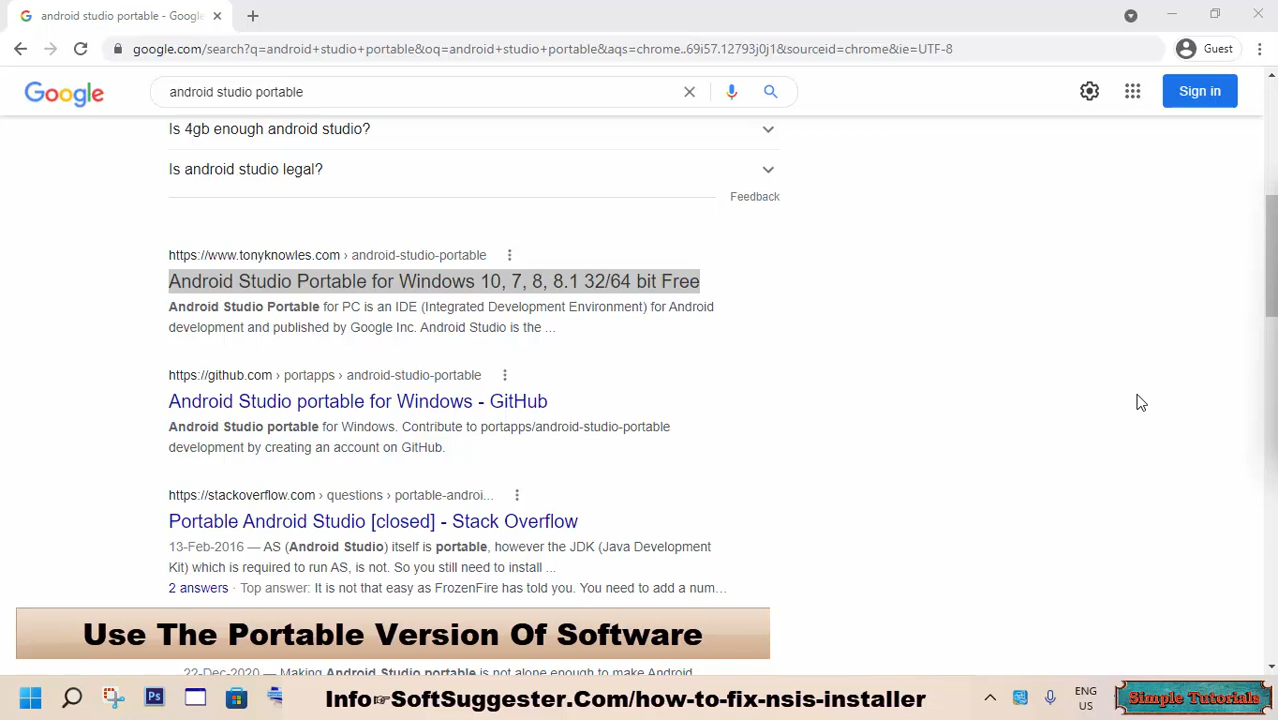 android studio portable - Google
google.com/search?q=android+studio+portable&oq=android+studio+portable&aqs=chrome..69i57.12793j0j1&sourceid=chrome&ie=UTF-8
Guest
Google
android studio portable
Sign in
Is 4gb enough android studio?
Is android studio legal?
Feedback
https://www.tonyknowles.com › android-studio-portable
Android Studio Portable for Windows 10, 7, 8, 8.1 32/64 bit Free
Android Studio Portable for PC is an IDE (Integrated Development Environment) for Android
development and published by Google Inc. Android Studio is the ...
https://github.com › portapps › android-studio-portable
Android Studio portable for Windows - GitHub
Android Studio portable for Windows. Contribute to portapps/android-studio-portable
development by creating an account on GitHub.
https://stackoverflow.com › questions › portable-androi...
Portable Android Studio [closed] - Stack Overflow
13-Feb-2016 — AS (Android Studio) itself is portable, however the JDK (Java Development
Kit) which is required to run AS, is not. So you still need to install ...
2 answers · Top answer: It is not that easy as FrozenFire has told you. You need to add a num...
Use The Portable Version Of Software
22-Dec-2020 — Making Android Studio portable is not alone enough to make Android
Ps
Info☞SoftSuggester.Com/how-to-fix-nsis-installer
ENG
US
Simple Tutorials